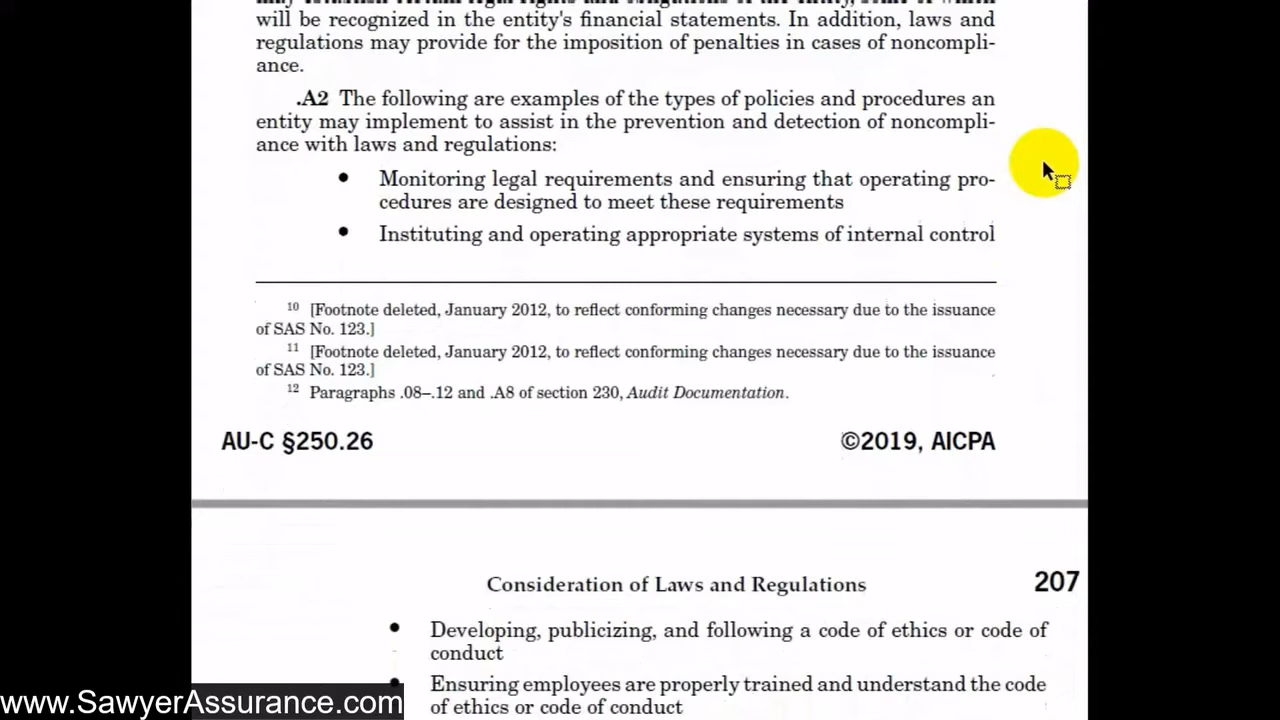 will be recognized in the entity's financial statements. In addition, laws and
regulations may provide for the imposition of penalties in cases of noncompli-
ance.
.A2 The following are examples of the types of policies and procedures an
entity may implement to assist in the prevention and detection of noncompli-
ance with laws and regulations:
• Monitoring legal requirements and ensuring that operating pro-
cedures are designed to meet these requirements
• Instituting and operating appropriate systems of internal control
10 [Footnote deleted, January 2012, to reflect conforming changes necessary due to the issuance
of SAS No. 123.]
11 [Footnote deleted, January 2012, to reflect conforming changes necessary due to the issuance
of SAS No. 123.]
12 Paragraphs .08–.12 and .A8 of section 230, Audit Documentation.
AU-C §250.26 ©2019, AICPA
Consideration of Laws and Regulations 207
• Developing, publicizing, and following a code of ethics or code of
conduct
• Ensuring employees are properly trained and understand the code
of ethics or code of conduct
www.SawyerAssurance.com